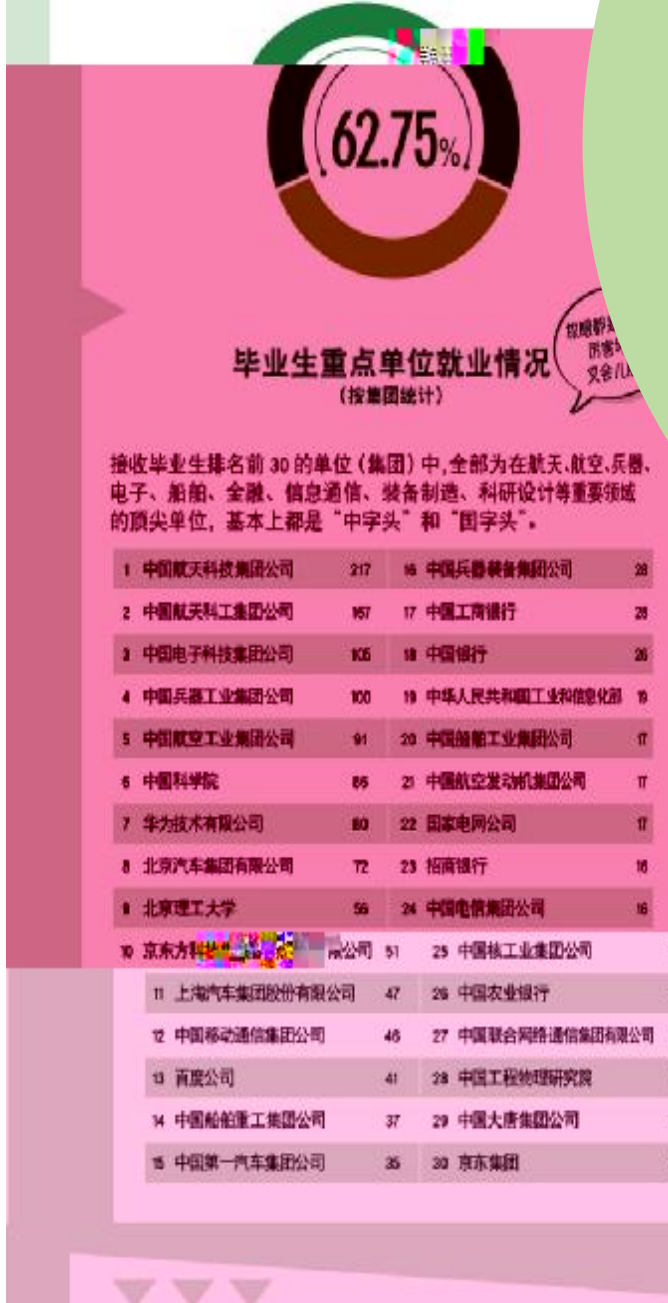 62.75%
毕业生重点单位就业情况
(按集团统计)
厉害
又会儿
接收毕业生排名前 30 的单位（集团）中,全部为在航天、航空、兵器、
电子、船舶、金融、信息通信、装备制造、科研设计等重要领域
的顶尖单位，基本上都是“中字头”和“国字头”。
1 中国航天科技集团公司 217 16 中国兵器装备集团公司 28
2 中国航天科工集团公司 167 17 中国工商银行 28
3 中国电子科技集团公司 105 18 中国银行 26
4 中国兵器工业集团公司 100 19 中华人民共和国工业和信息化部 19
5 中国航空工业集团公司 91 20 中国船舶工业集团公司 17
6 中国科学院 86 21 中国航空发动机集团公司 17
7 华为技术有限公司 80 22 国家电网公司 17
8 北京汽车集团有限公司 72 23 招商银行 16
9 北京理工大学 56 24 中国电信集团公司 16
10 京东方科 公司 51 25 中国核工业集团公司
11 上海汽车集团股份有限公司 47 26 中国农业银行
12 中国移动通信集团公司 46 27 中国联合网络通信集团有限公司
13 百度公司 41 28 中国工程物理研究院
14 中国船舶重工集团公司 37 29 中国大唐集团公司
15 中国第一汽车集团公司 35 30 京东集团